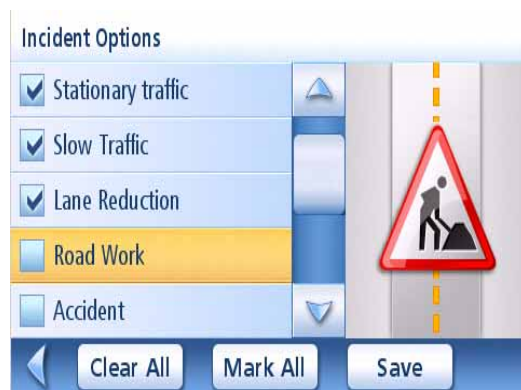 Incident Options
Stationary traffic
Slow Traffic
Lane Reduction
Road Work
Accident
Clear All
Mark All
Save